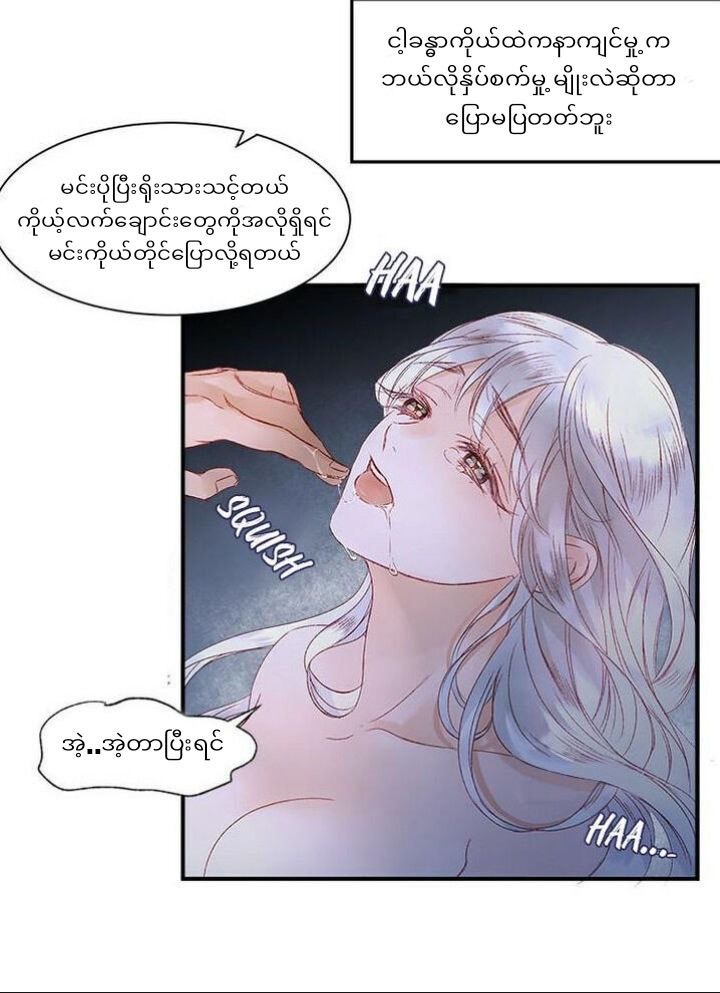 ငါ့ခန္ဓာကိုယ်ထဲကနာကျင်မှု့က
ဘယ်လိုနှိပ်စက်မှု့မျိုးလဲဆိုတာ
ပြောမပြတတ်ဘူး
မင်းပိုပြီးရိုးသားသင့်တယ်
ကိုယ့်လက်ချောင်းတွေကိုအလိုရှိရင်
မင်းကိုယ်တိုင်ပြောလို့ရတယ်
HAA
SQUISH
အဲ့..အဲ့တာပြီးရင်
HAA...